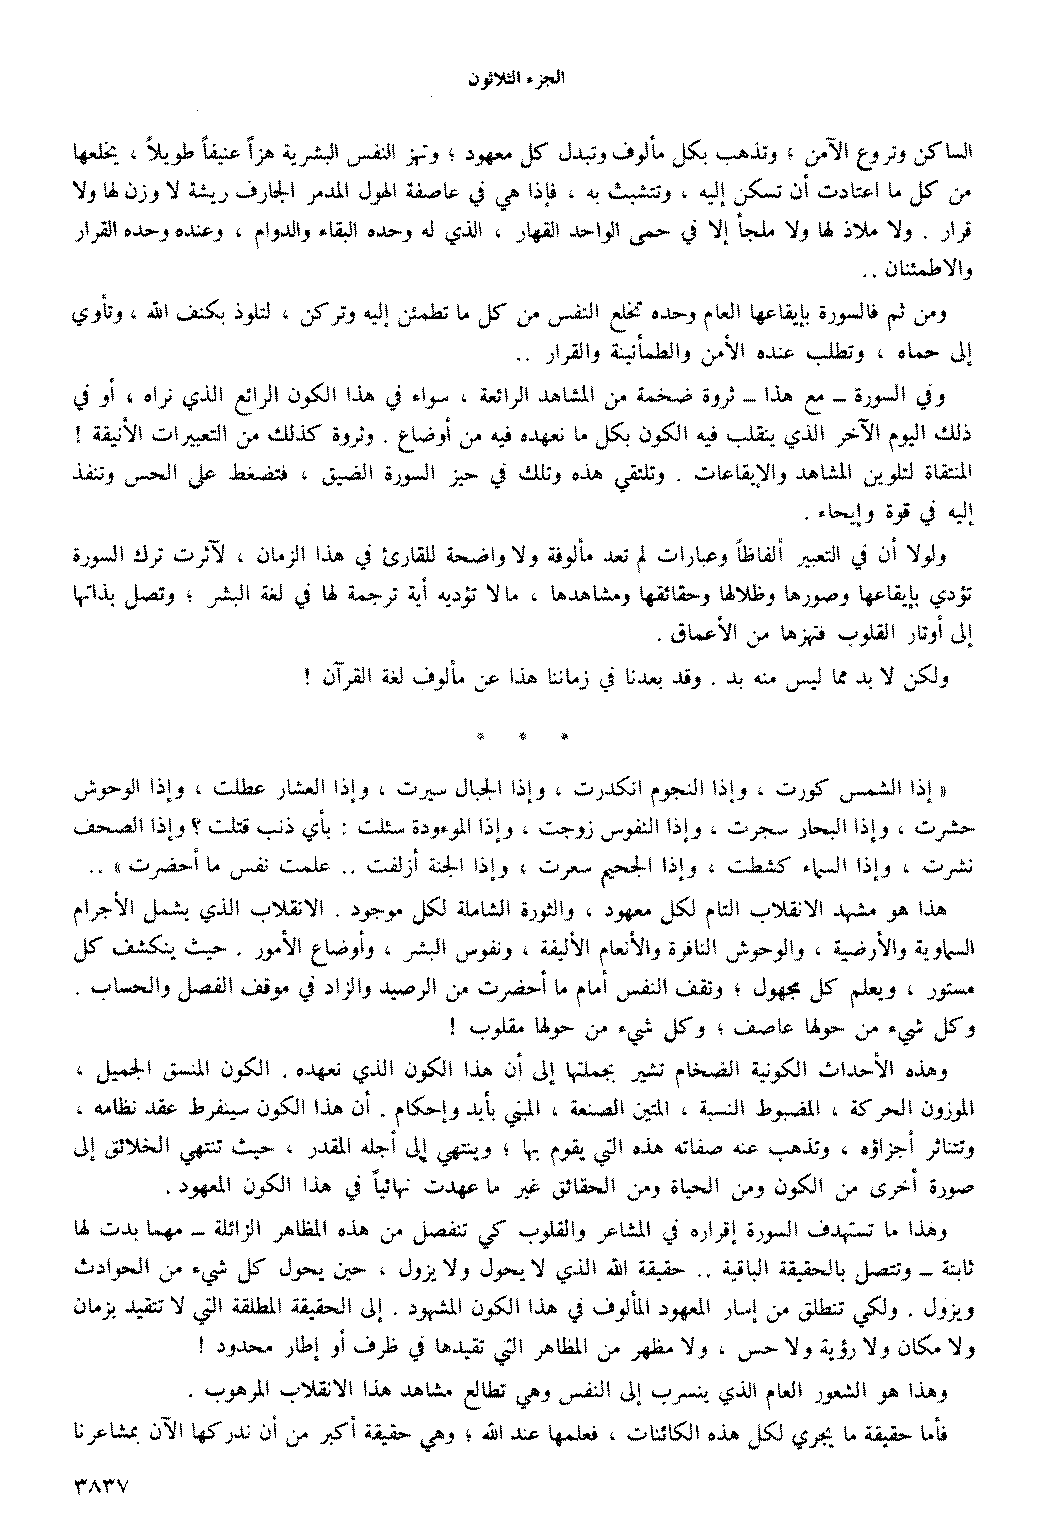 الجزء الثلاثون
الساكن وتروع الآمن ؛ وتذهب بكل مألوف وتبدل كل معهود ؛ وتهز النفس البشرية هزاً عنيفاً طويلاً ، يخلعها
من كل ما اعتادت أن تسكن إليه ، وتتشبث به ، فإذا هي في عاصفة الهول المدمر الجارف ريشة لا وزن لها ولا
قرار . ولا ملاذ لها ولا ملجأ إلا في حمى الواحد القهار ، الذي له وحده البقاء والدوام ، وعنده وحده القرار
والاطمئنان ..
ومن ثم فالسورة بإيقاعها العام وحده تخلع النفس من كل ما تطمئن إليه وتركن ، لتلوذ بكنف الله ، وتأوي
إلى حماه ، وتطلب عنده الأمن والطمأنينة والقرار ..
وفي السورة – مع هذا – ثروة ضخمة من المشاهد الرائعة ، سواء في هذا الكون الرائع الذي نراه ، أو في
ذلك اليوم الآخر الذي ينقلب فيه الكون بكل ما نعهده فيه من أوضاع . وثروة كذلك من التعبيرات الأنيقة !
المنتقاة لتلوين المشاهد والإيقاعات . وتلتقي هذه وتلك في حيز السورة الضيق ، فتضغط على الحس وتنفذ
إليه في قوة وإيحاء .
ولولا أن في التعبير ألفاظاً وعبارات لم تعد مألوفة ولا واضحة للقارئ في هذا الزمان ، لآثرت ترك السورة
تؤدي بإيقاعها وصورها وظلالها وحقائقها ومشاهدها ، مالا تؤديه أية ترجمة لها في لغة البشر ؛ وتصل بذاتها
إلى أوتار القلوب فتهزها من الأعماق .
ولكن لا بد مما ليس منه بد . وقد بعدنا في زماننا هذا عن مألوف لغة القرآن !
* * *
« إذا الشمس كورت ، وإذا النجوم انكدرت ، وإذا الجبال سيرت ، وإذا العشار عطلت ، وإذا الوحوش
حشرت ، وإذا البحار سجرت ، وإذا النفوس زوجت ، وإذا الموءودة سئلت : بأي ذنب قتلت ؟ وإذا الصحف
نشرت ، وإذا السماء كشطت ، وإذا الجحيم سعرت ؛ وإذا الجنة أزلفت .. علمت نفس ما أحضرت » ..
هذا هو مشهد الانقلاب التام لكل معهود ، والثورة الشاملة لكل موجود . الانقلاب الذي يشمل الأجرام
السماوية والأرضية ، والوحوش النافرة والأنعام الأليفة ، ونفوس البشر ، وأوضاع الأمور . حيث ينكشف كل
مستور ، ويعلم كل مجهول ؛ وتقف النفس أمام ما أحضرت من الرصيد والزاد في موقف الفصل والحساب .
وكل شيء من حولها عاصف ؛ وكل شيء من حولها مقلوب !
وهذه الأحداث الكونية الضخام تشير بجملتها إلى أن هذا الكون الذي نعهده . الكون المنسق الجميل ،
الموزون الحركة ، المضبوط النسبة ، المتين الصنعة ، المبني بأيد وإحكام . أن هذا الكون سينفرط عقد نظامه ،
وتتناثر أجزاؤه ، وتذهب عنه صفاته هذه التي يقوم بها ؛ وينتهي إلى أجله المقدر ، حيث تنتهي الخلائق إلى
صورة أخرى من الكون ومن الحياة ومن الحقائق غير ما عهدت نهائياً في هذا الكون المعهود .
وهذا ما تستهدف السورة إقراره في المشاعر والقلوب كي تنفصل من هذه المظاهر الزائلة – مهما بدت لها
ثابتة – وتتصل بالحقيقة الباقية .. حقيقة الله الذي لا يحول ولا يزول ، حين يحول كل شيء من الحوادث
ويزول . ولكي تنطلق من إسار المعهود المألوف في هذا الكون المشهود . إلى الحقيقة المطلقة التي لا تتقيد بزمان
ولا مكان ولا رؤية ولا حس ، ولا مظهر من المظاهر التي تقيدها في ظرف أو إطار محدود !
وهذا هو الشعور العام الذي ينسرب إلى النفس وهي تطالع مشاهد هذا الانقلاب المرهوب .
فأما حقيقة ما يجري لكل هذه الكائنات ، فعلمها عند الله ؛ وهي حقيقة أكبر من أن ندركها الآن بمشاعرنا
٣٨٣٧